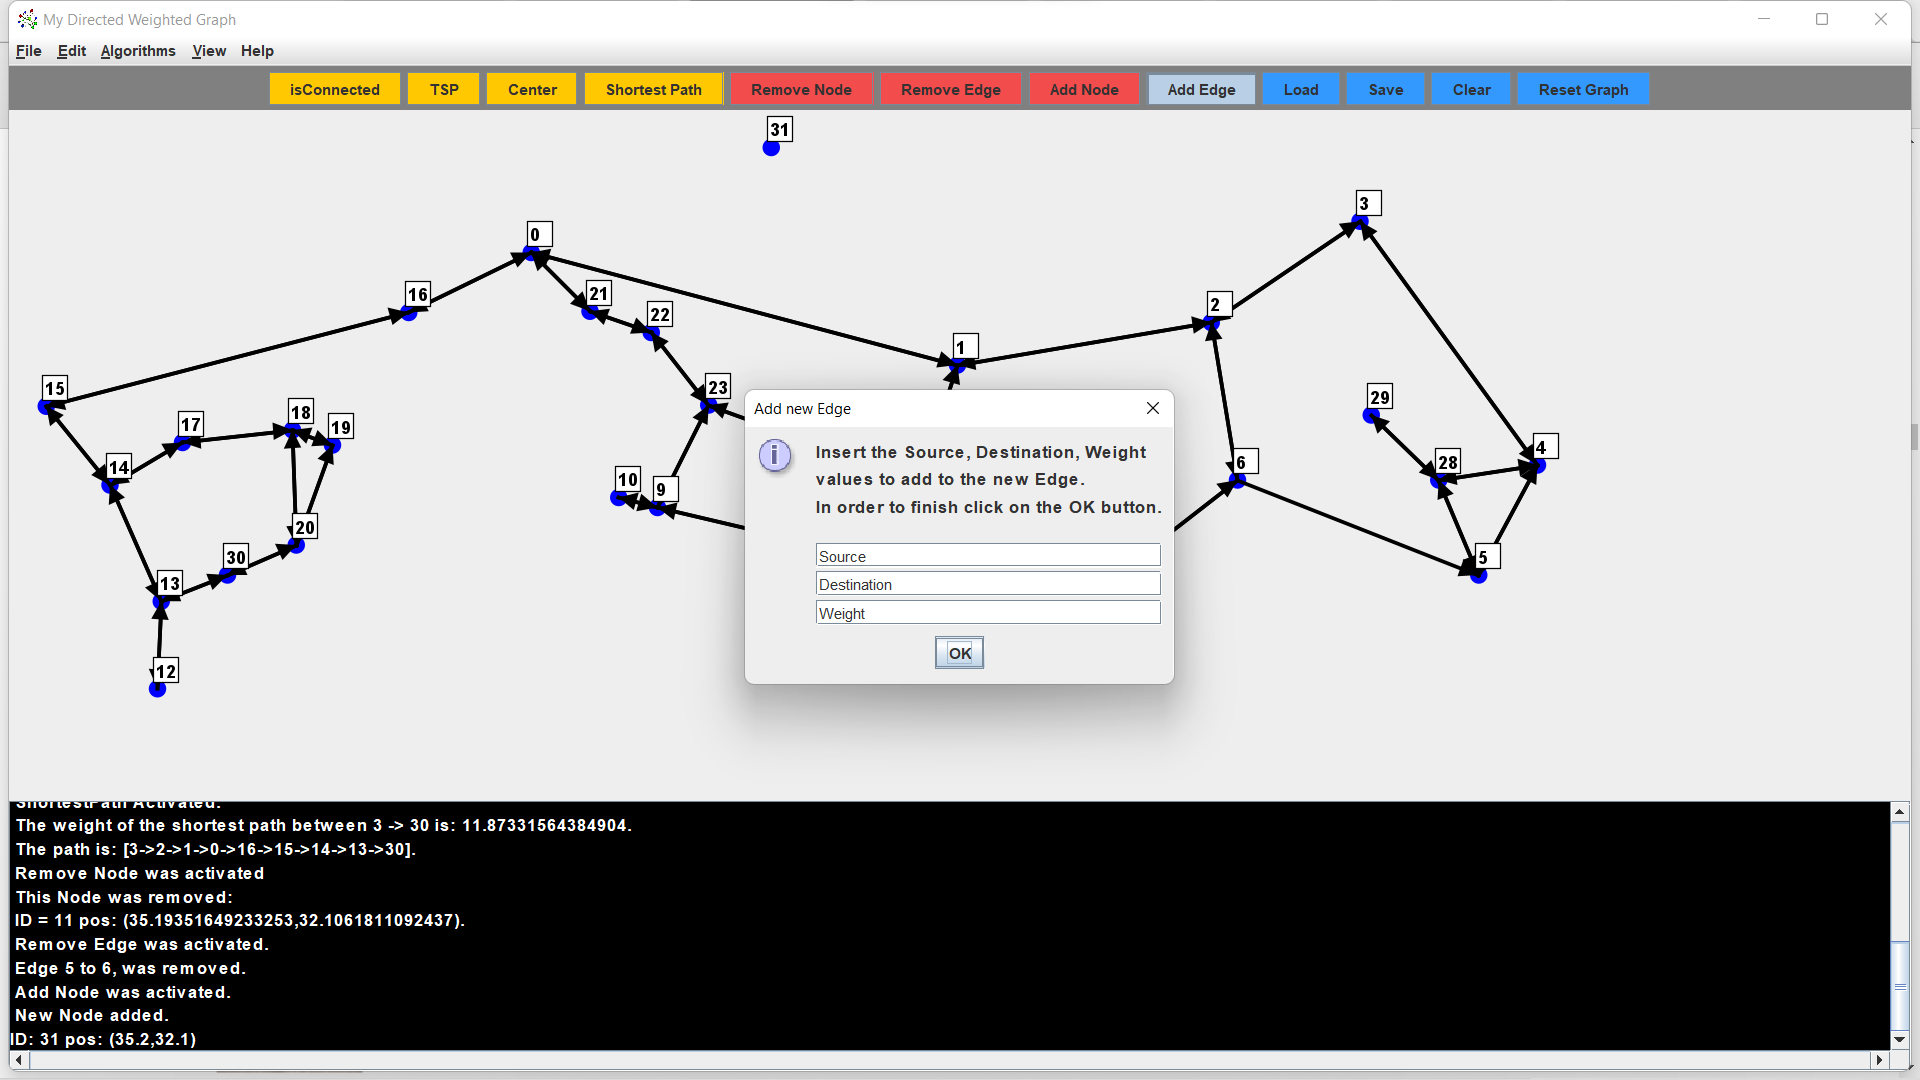 My Directed Weighted Graph
File Edit Algorithms View Help
isConnected TSP Center Shortest Path Remove Node Remove Edge Add Node Add Edge Load Save Clear Reset Graph
31
3
0
16
21
2
22
1
15
23
29
18
17
19
4
14
28
6
10
9
20
30
5
13
12
Add new Edge
Insert the Source, Destination, Weight
values to add to the new Edge.
In order to finish click on the OK button.
Source
Destination
Weight
OK
ShortestPath Activated.
The weight of the shortest path between 3 -> 30 is: 11.87331564384904.
The path is: [3->2->1->0->16->15->14->13->30].
Remove Node was activated
This Node was removed:
ID = 11 pos: (35.19351649233253,32.1061811092437).
Remove Edge was activated.
Edge 5 to 6, was removed.
Add Node was activated.
New Node added.
ID: 31 pos: (35.2,32.1)